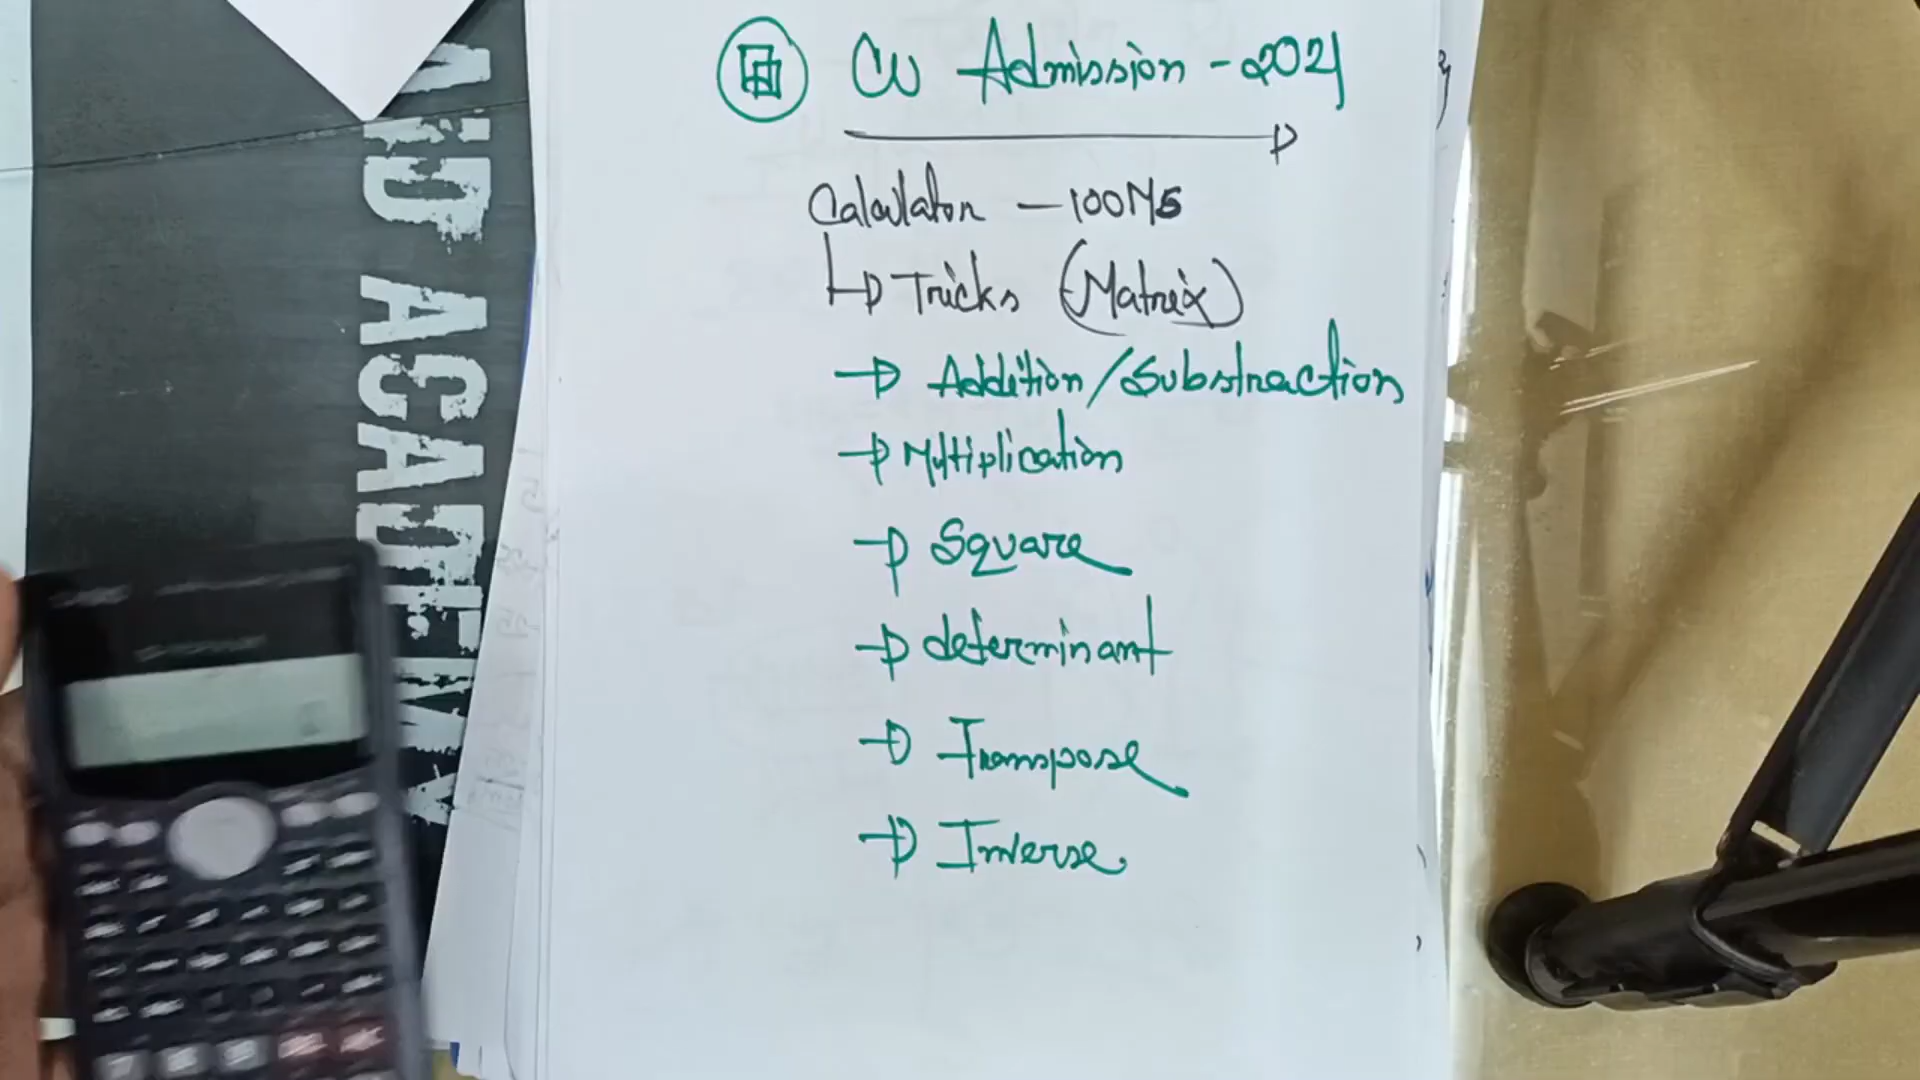 CU Admission - 2021
Calculator - 100MS
Tricks (Matrix)
Addition/Substraction
Multiplication
Square
determinant
Transpose
Inverse
ACADEMY